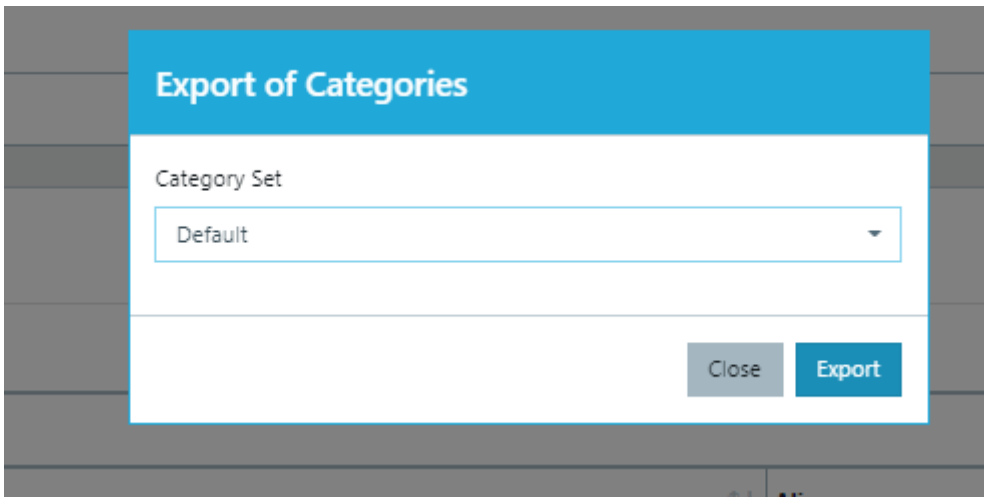 Export of Categories
Category Set
Default
Close
Export